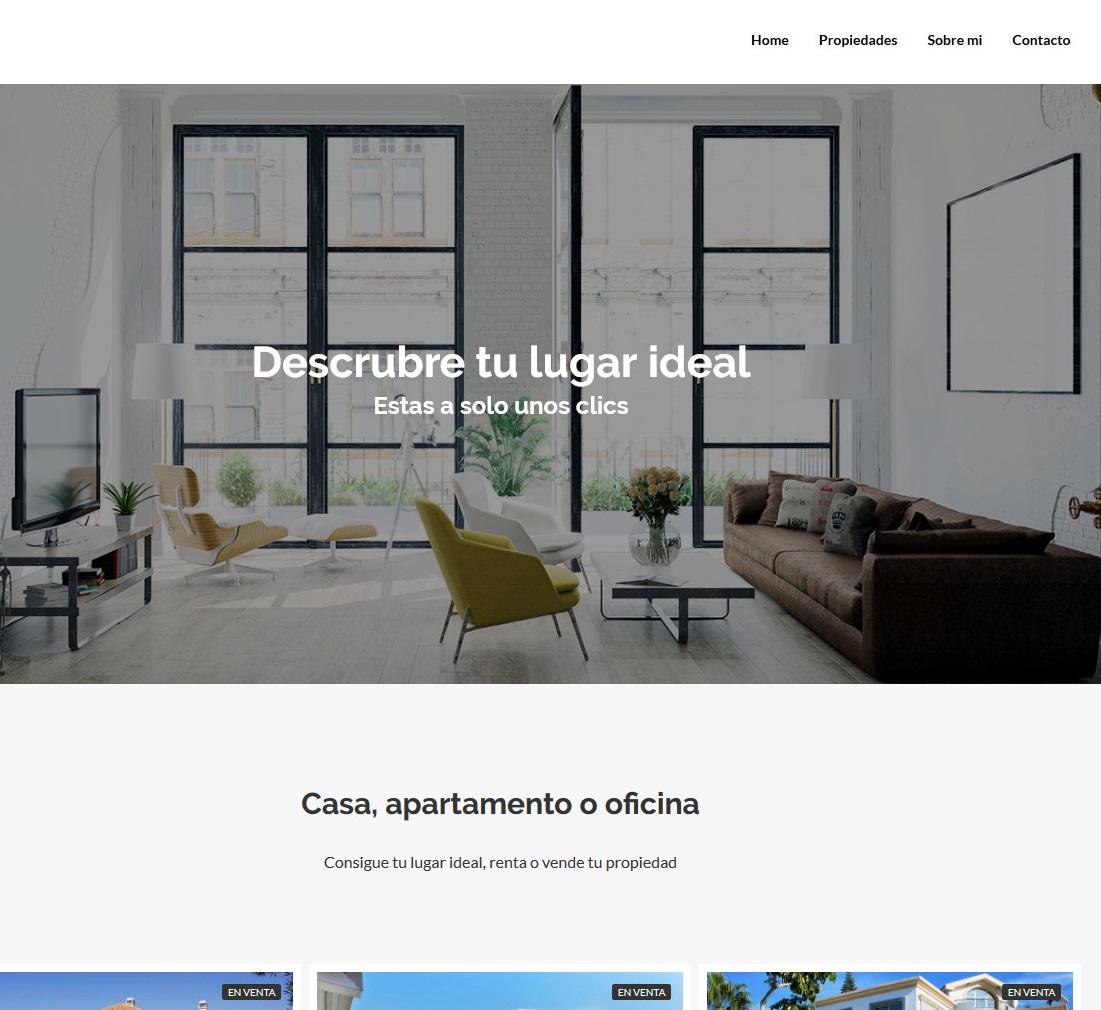 Home Propiedades Sobre mi Contacto
Descrubre tu lugar ideal
Estas a solo unos clics
1894
Casa, apartamento o oficina
Consigue tu lugar ideal, renta o vende tu propiedad
EN VENTA EN VENTA EN VENTA